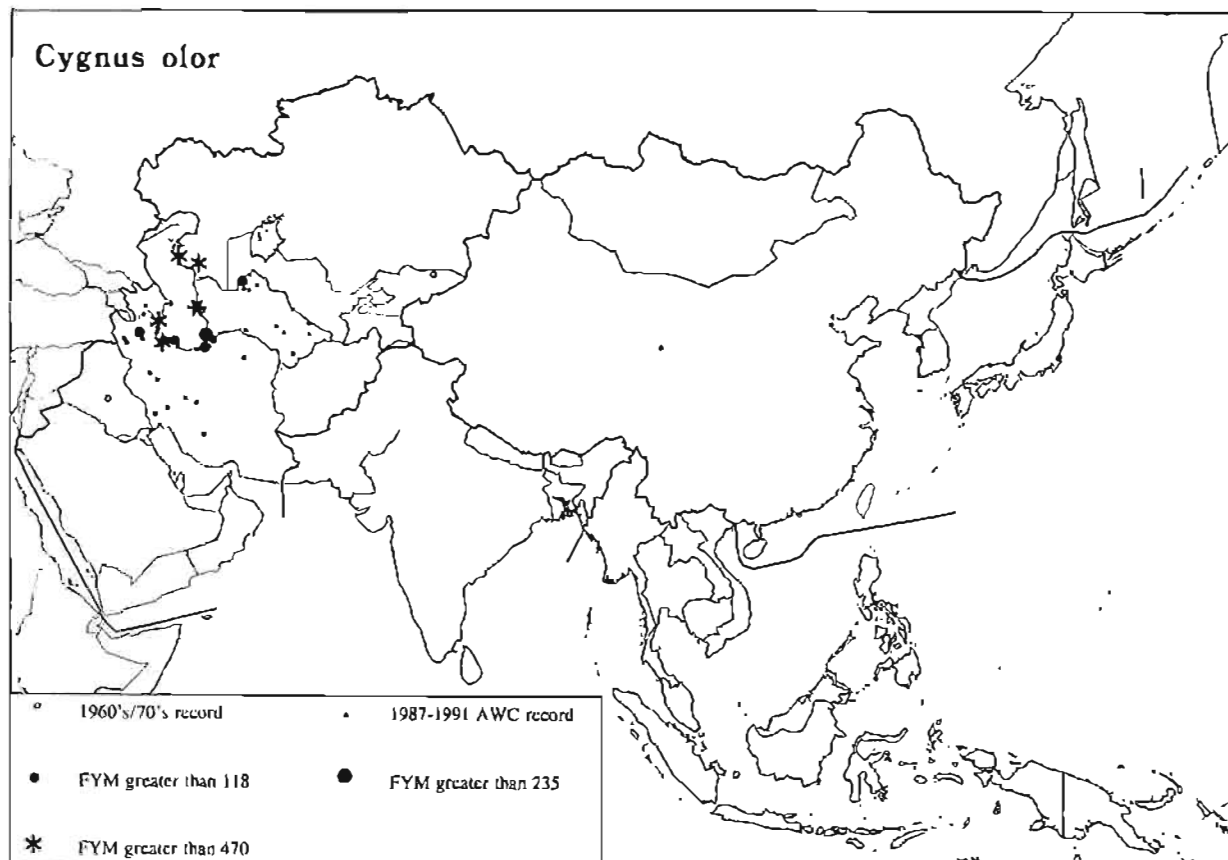 Cygnus olor
1960's/70's record
1987-1991 AWC record
FYM greater than 118
FYM greater than 235
FYM greater than 470